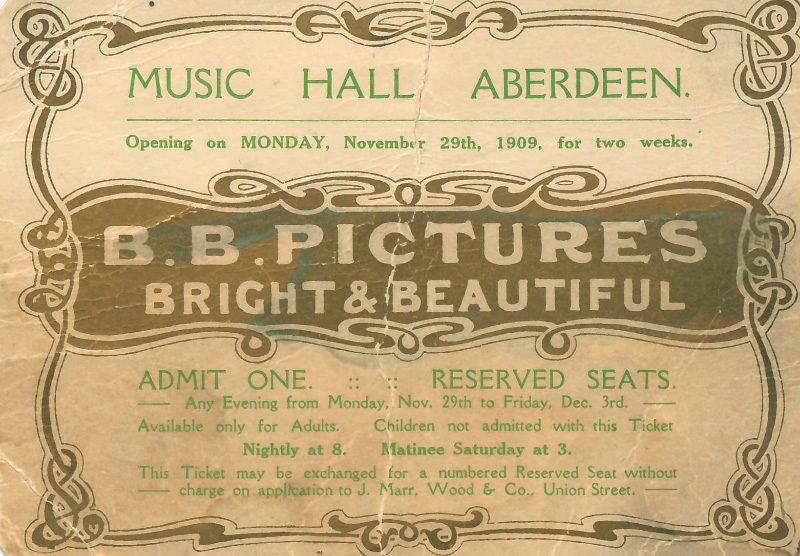 MUSIC HALL ABERDEEN.
Opening on MONDAY, November 29th, 1909, for two weeks.
B.B. PICTURES
BRIGHT & BEAUTIFUL
ADMIT ONE. :: :: RESERVED SEATS.
Any Evening from Monday, Nov. 29th to Friday, Dec. 3rd.
Available only for Adults. Children not admitted with this Ticket
Nightly at 8. Matinee Saturday at 3.
This Ticket may be exchanged for a numbered Reserved Seat without
charge on application to J. Marr, Wood & Co., Union Street.